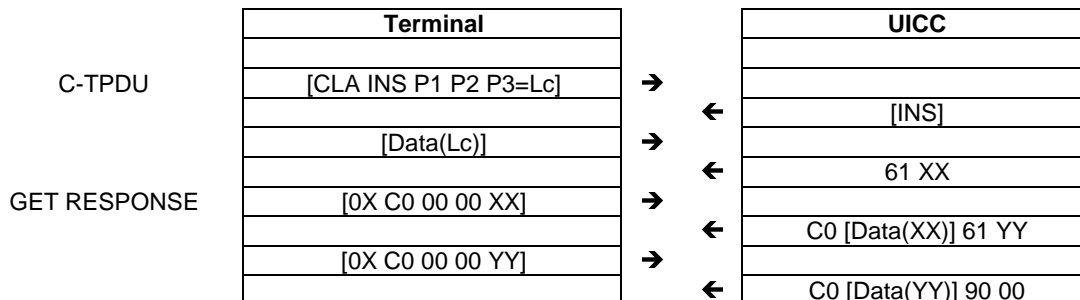 Terminal UICC
C-TPDU [CLA INS P1 P2 P3=Lc] ➔
🡰 [INS]
[Data(Lc)] ➔
🡰 61 XX
GET RESPONSE [0X C0 00 00 XX] ➔
🡰 C0 [Data(XX)] 61 YY
[0X C0 00 00 YY] ➔
🡰 C0 [Data(YY)] 90 00